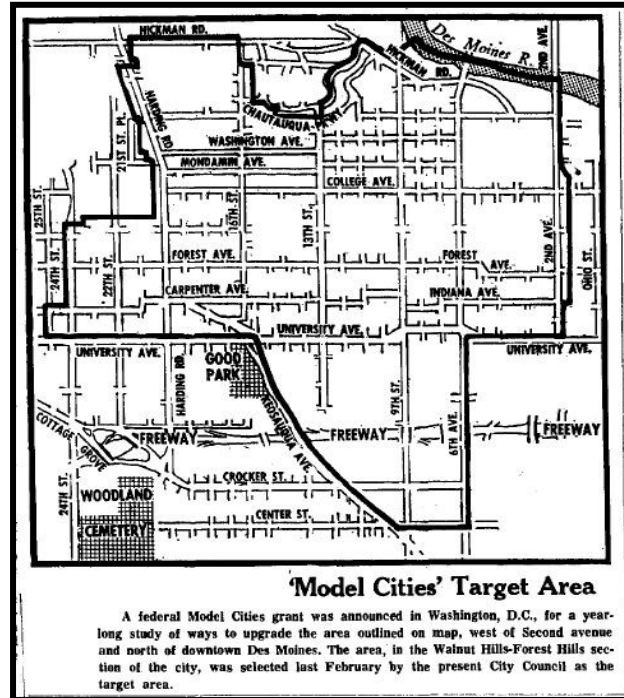 HICKMAN RD.
Des Moines R.
2ND AVE.
HICKMAN RD.
HARDING RD.
CHAUTAUQUA PKWY
21ST ST. PL.
WASHINGTON AVE.
MONDAMIN AVE.
COLLEGE AVE.
25TH ST.
24TH ST.
22TH ST.
16TH ST.
13TH ST.
2ND AVE.
OHIO ST.
FOREST AVE.
FOREST AVE.
CARPENTER AVE.
INDIANA AVE.
UNIVERSITY AVE.
UNIVERSITY AVE.
UNIVERSITY AVE.
GOOD
PARK
HARDING RD.
KEOSAUQUA AVE.
9TH ST.
6TH AVE.
COTTAGE GROVE
FREEWAY
FREEWAY
FREEWAY
24TH ST.
CROCKER ST.
WOODLAND
CEMETERY
CENTER ST.
'Model Cities' Target Area
A federal Model Cities grant was announced in Washington, D.C., for a year-
long study of ways to upgrade the area outlined on map, west of Second avenue
and north of downtown Des Moines. The area, in the Walnut Hills-Forest Hills sec-
tion of the city, was selected last February by the present City Council as the
target area.